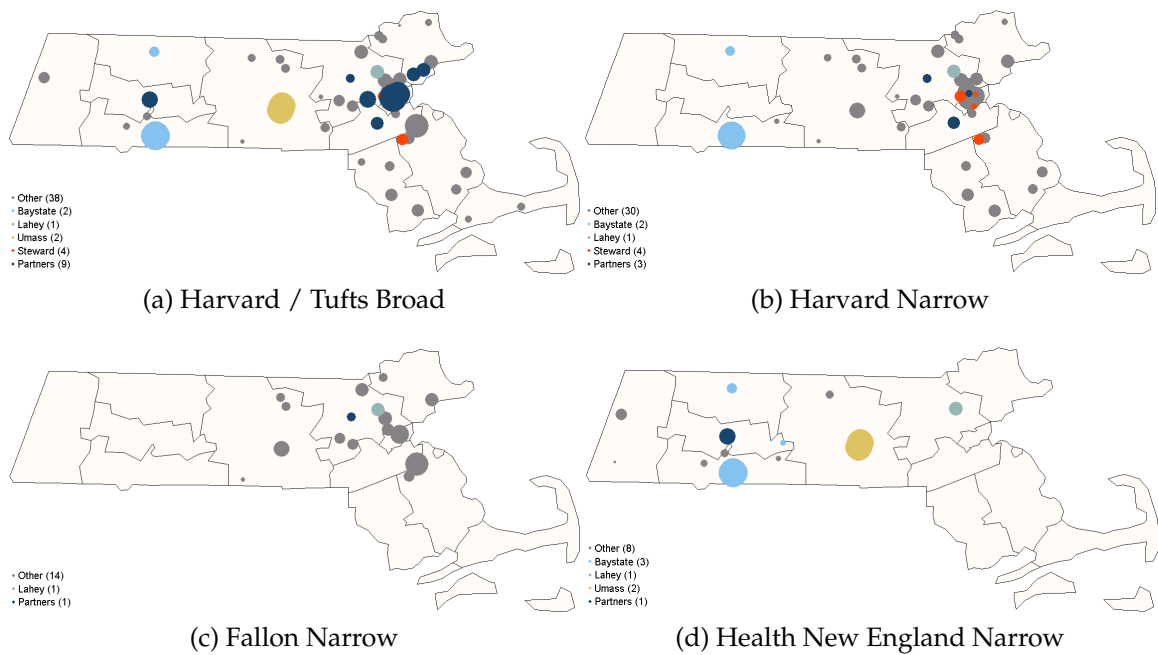 Other (38)
Baystate (2)
Lahey (1)
Umass (2)
Steward (4)
Partners (9)
(a) Harvard / Tufts Broad
Other (30)
Baystate (2)
Lahey (1)
Steward (4)
Partners (3)
(b) Harvard Narrow
Other (14)
Lahey (1)
Partners (1)
(c) Fallon Narrow
Other (8)
Baystate (3)
Lahey (1)
Umass (2)
Partners (1)
(d) Health New England Narrow